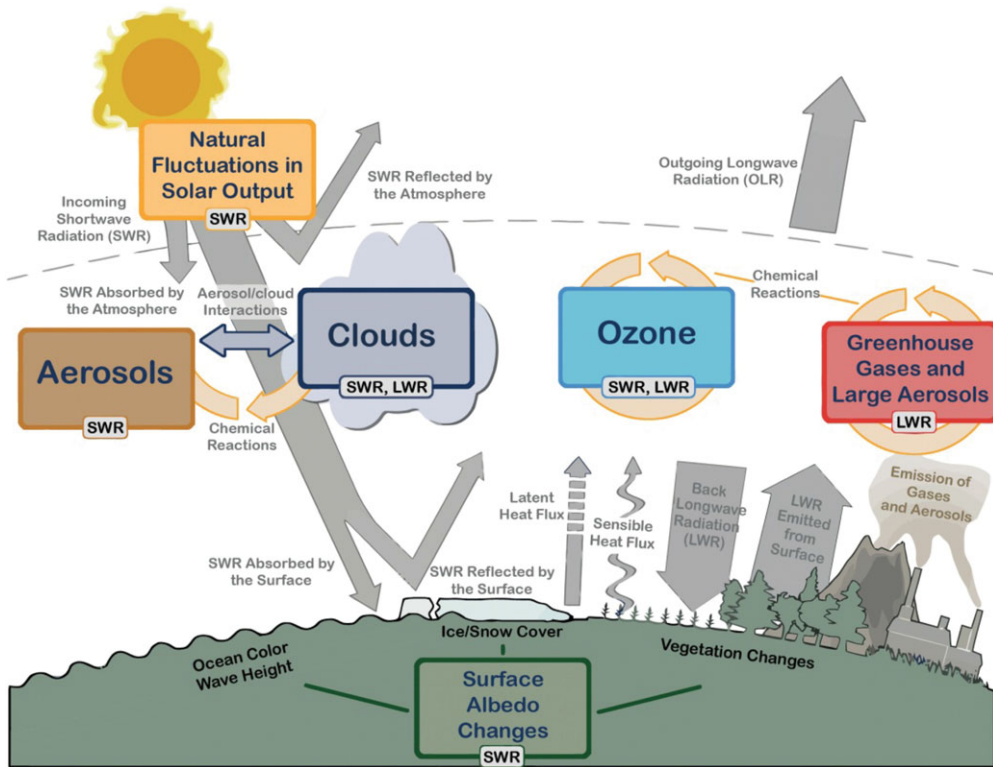 Natural
Fluctuations in
Solar Output
SWR
Incoming
Shortwave
Radiation (SWR)
SWR Reflected by
the Atmosphere
Outgoing Longwave
Radiation (OLR)
SWR Absorbed by
the Atmosphere
Aerosol/cloud
Interactions
Chemical
Reactions
Aerosols
SWR
Clouds
SWR, LWR
Ozone
SWR, LWR
Greenhouse
Gases and
Large Aerosols
LWR
Chemical
Reactions
Latent
Heat Flux
Sensible
Heat Flux
Back
Longwave
Radiation
(LWR)
LWR
Emitted
from
Surface
Emission of
Gases
and Aerosols
SWR Absorbed by
the Surface
SWR Reflected by
the Surface
Ocean Color
Wave Height
Ice/Snow Cover
Vegetation Changes
Surface
Albedo
Changes
SWR